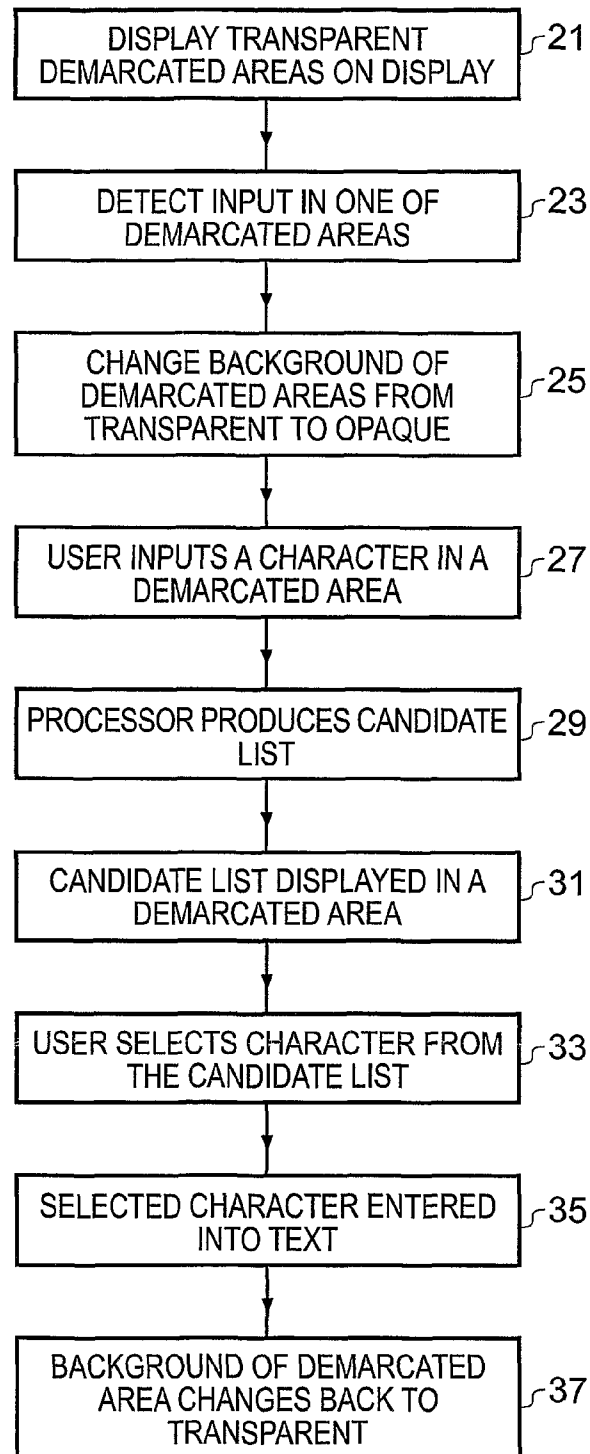 DISPLAY TRANSPARENT
DEMARCATED AREAS ON DISPLAY
21
DETECT INPUT IN ONE OF
DEMARCATED AREAS
23
CHANGE BACKGROUND OF
DEMARCATED AREAS FROM
TRANSPARENT TO OPAQUE
25
USER INPUTS A CHARACTER IN A
DEMARCATED AREA
27
PROCESSOR PRODUCES CANDIDATE
LIST
29
CANDIDATE LIST DISPLAYED IN A
DEMARCATED AREA
31
USER SELECTS CHARACTER FROM
THE CANDIDATE LIST
33
SELECTED CHARACTER ENTERED
INTO TEXT
35
BACKGROUND OF DEMARCATED
AREA CHANGES BACK TO
TRANSPARENT
37